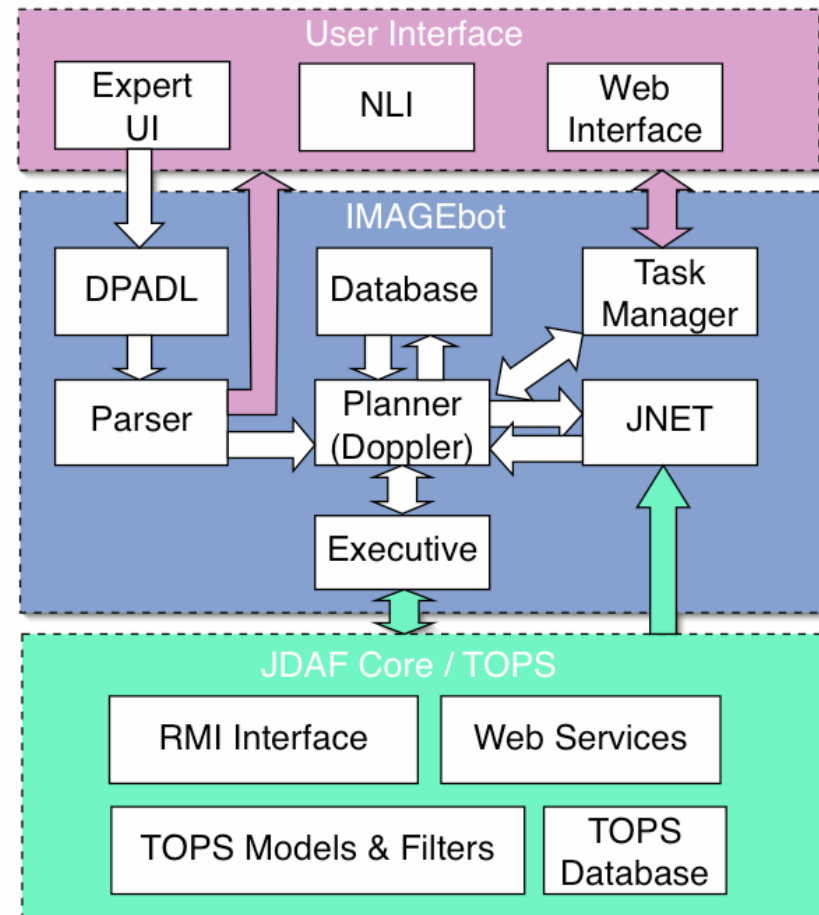 User Interface
Expert
UI
NLI
Web
Interface
IMAGEbot
DPADL
Database
Task
Manager
Parser
Planner
(Doppler)
JNET
Executive
JDAF Core / TOPS
RMI Interface
Web Services
TOPS Models & Filters
TOPS
Database